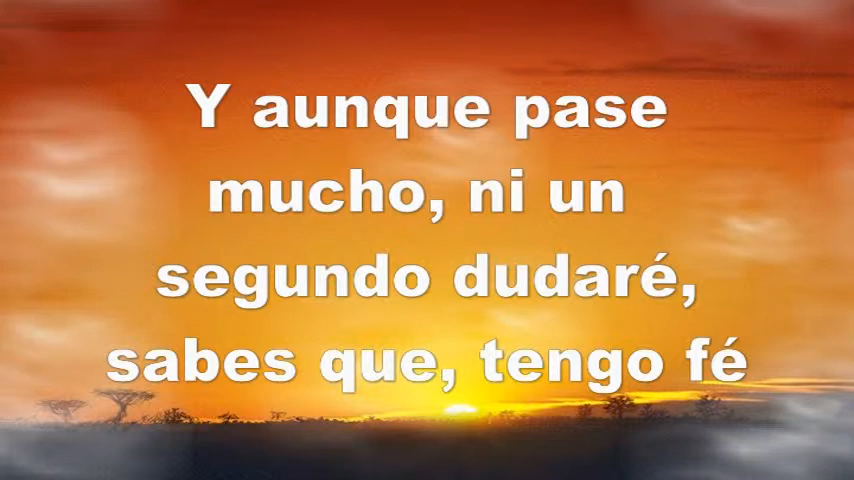 Y aunque pase
mucho, ni un
segundo dudaré,
sabes que, tengo fé